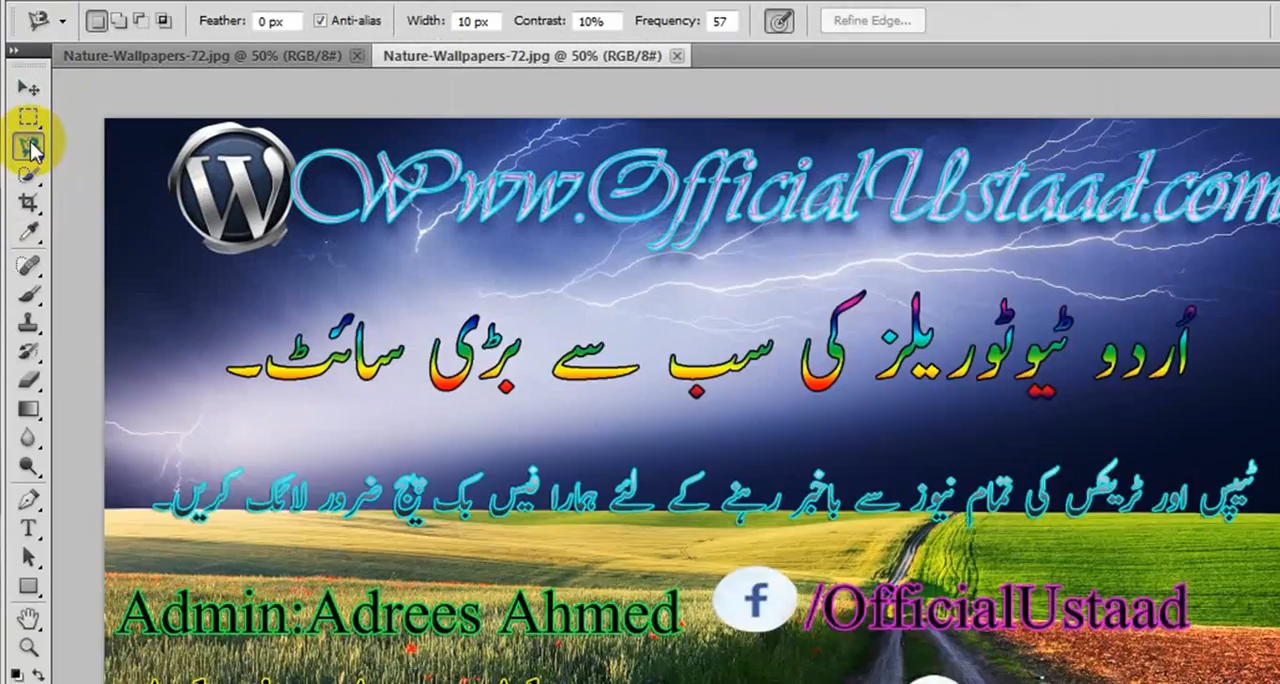 Feather: 0 px Anti-alias Width: 10 px Contrast: 10% Frequency: 57 Refine Edge...
Nature-Wallpapers-72.jpg @ 50% (RGB/8#) Nature-Wallpapers-72.jpg @ 50% (RGB/8#)
W Www.OfficialUstaad.com
اُردو ٹیوٹوریلز کی سب سے بڑی سائٹ۔
ٹیپس اور ٹریکس کی تمام نیوز سے باخبر رہنے کے لئے ہمارا فیس بک پیج ضرور لائک کریں۔
Admin:Adrees Ahmed f /OfficialUstaad